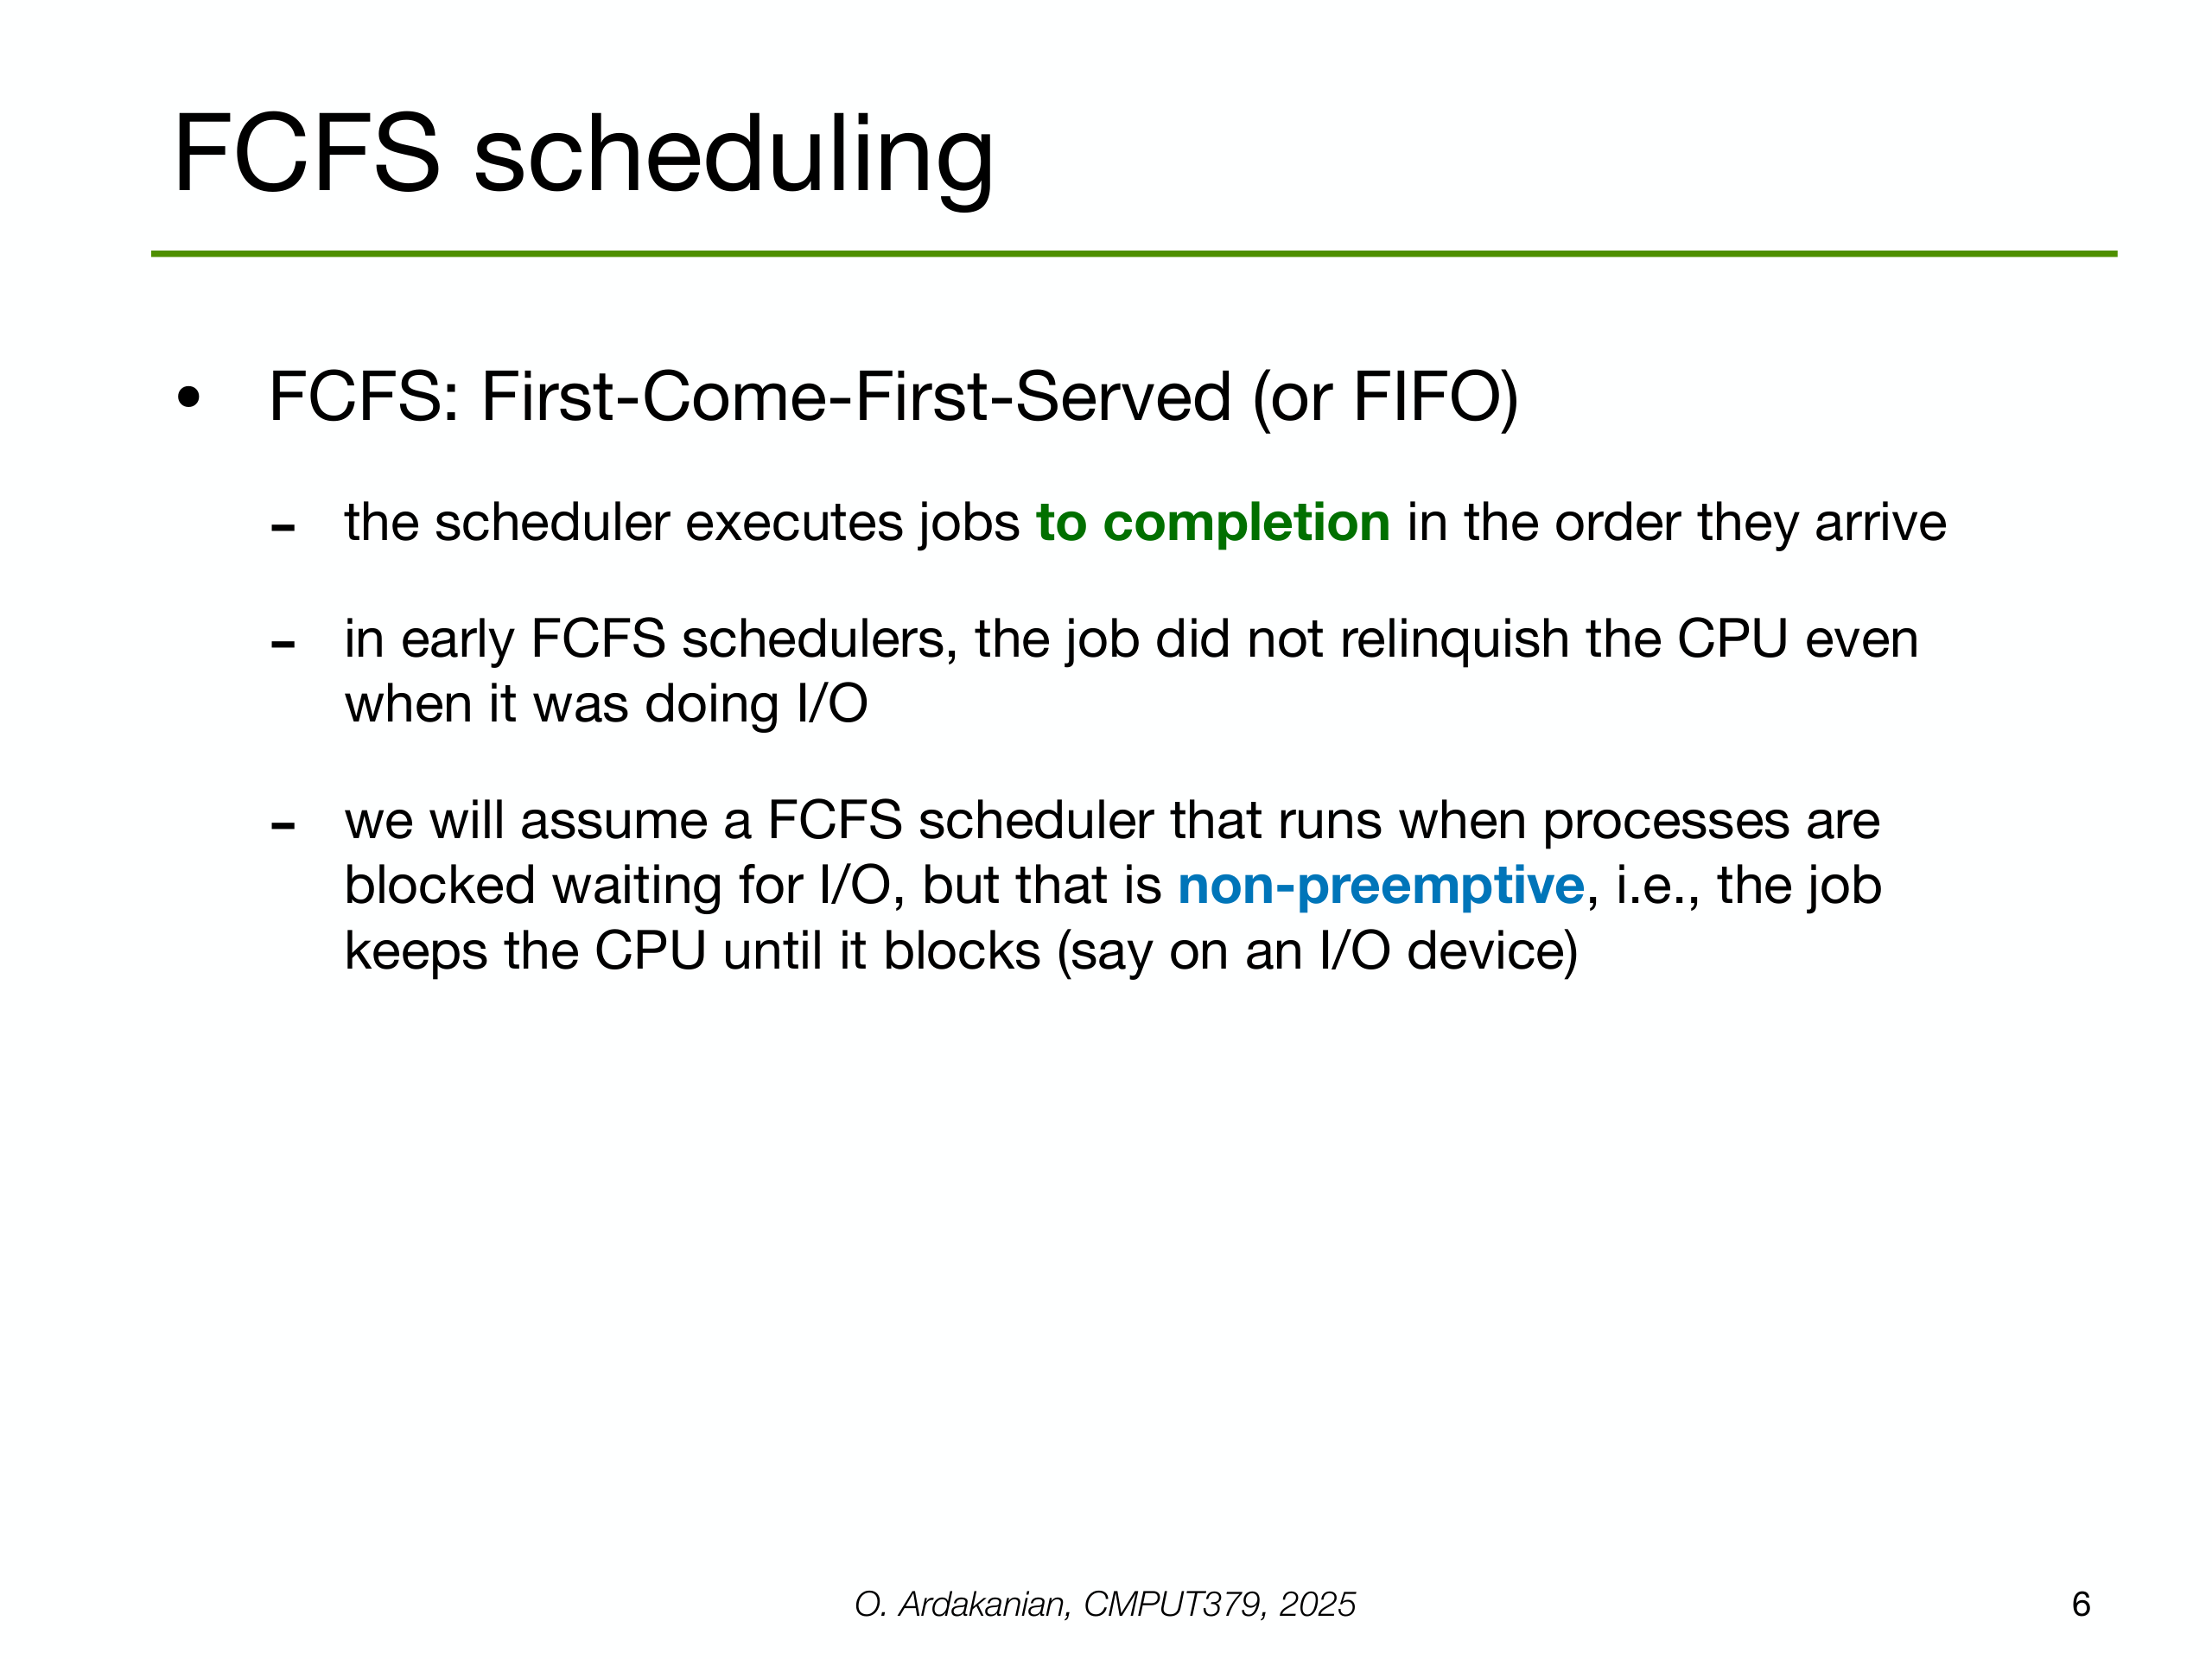 FCFS scheduling
• FCFS: First-Come-First-Served (or FIFO)
- the scheduler executes jobs to completion in the order they arrive
- in early FCFS schedulers, the job did not relinquish the CPU even
when it was doing I/O
- we will assume a FCFS scheduler that runs when processes are
blocked waiting for I/O, but that is non-preemptive, i.e., the job
keeps the CPU until it blocks (say on an I/O device)
O. Ardakanian, CMPUT379, 2025
6